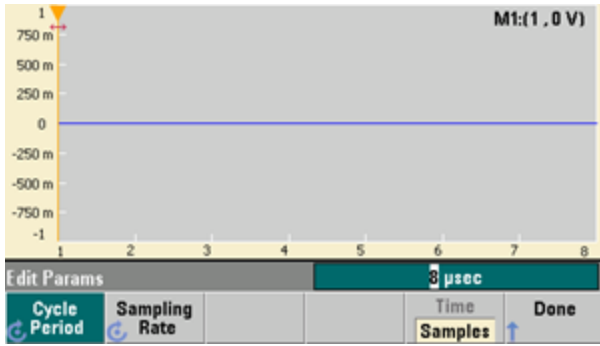 1
M1:(1 , 0 V)
750 m
500 m
250 m
0
-250 m
-500 m
-750 m
-1
1 2 3 4 5 6 7 8
Edit Params
8 µsec
Cycle Period
Sampling Rate
Time
Samples
Done